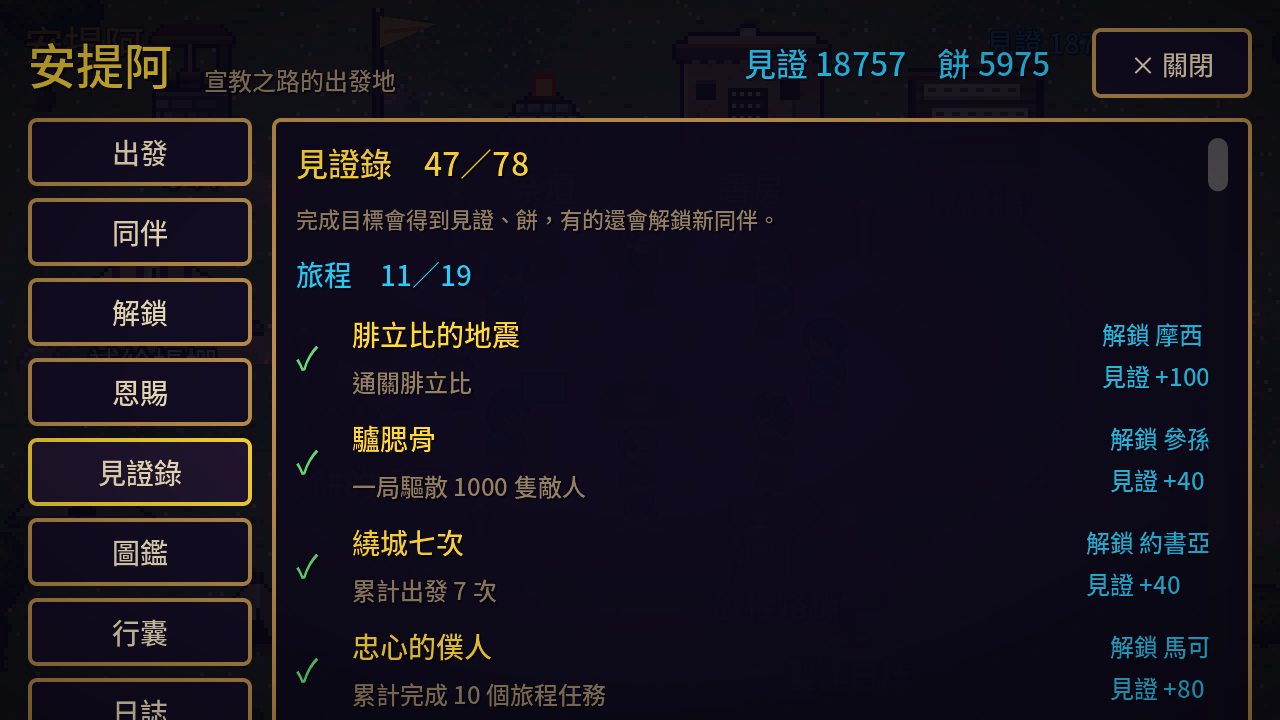 安提阿
宣教之路的出發地
見證 18757
餅 5975
× 關閉
出發
同伴
解鎖
恩賜
見證錄
圖鑑
行囊
日誌
見證錄 47／78
完成目標會得到見證、餅，有的還會解鎖新同伴。
旅程 11／19
✓ 腓立比的地震
解鎖 摩西
通關腓立比
見證 +100
✓ 驢腮骨
解鎖 參孫
一局驅散 1000 隻敵人
見證 +40
✓ 繞城七次
解鎖 約書亞
累計出發 7 次
見證 +40
✓ 忠心的僕人
解鎖 馬可
累計完成 10 個旅程任務
見證 +80